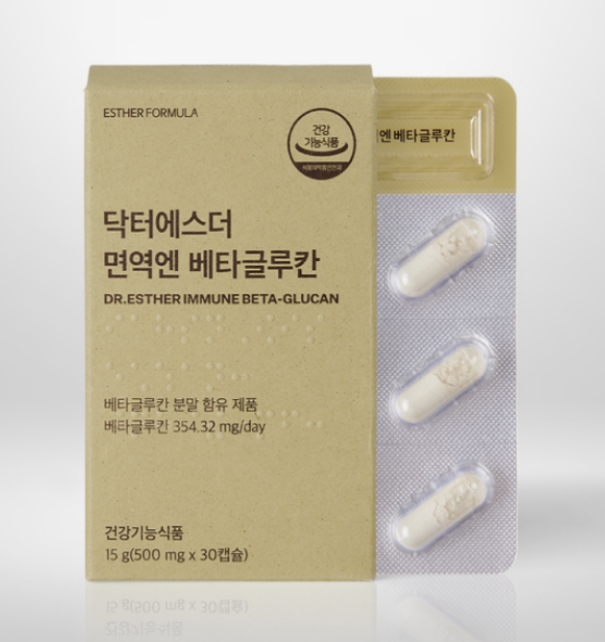 ESTHER FORMULA
건강
기능식품
닥터에스더
면역엔 베타글루칸
DR.ESTHER IMMUNE BETA-GLUCAN
베타글루칸 분말 함유 제품
베타글루칸 354.32 mg/day
건강기능식품
15 g(500 mg x 30캡슐)
엔 베타글루칸